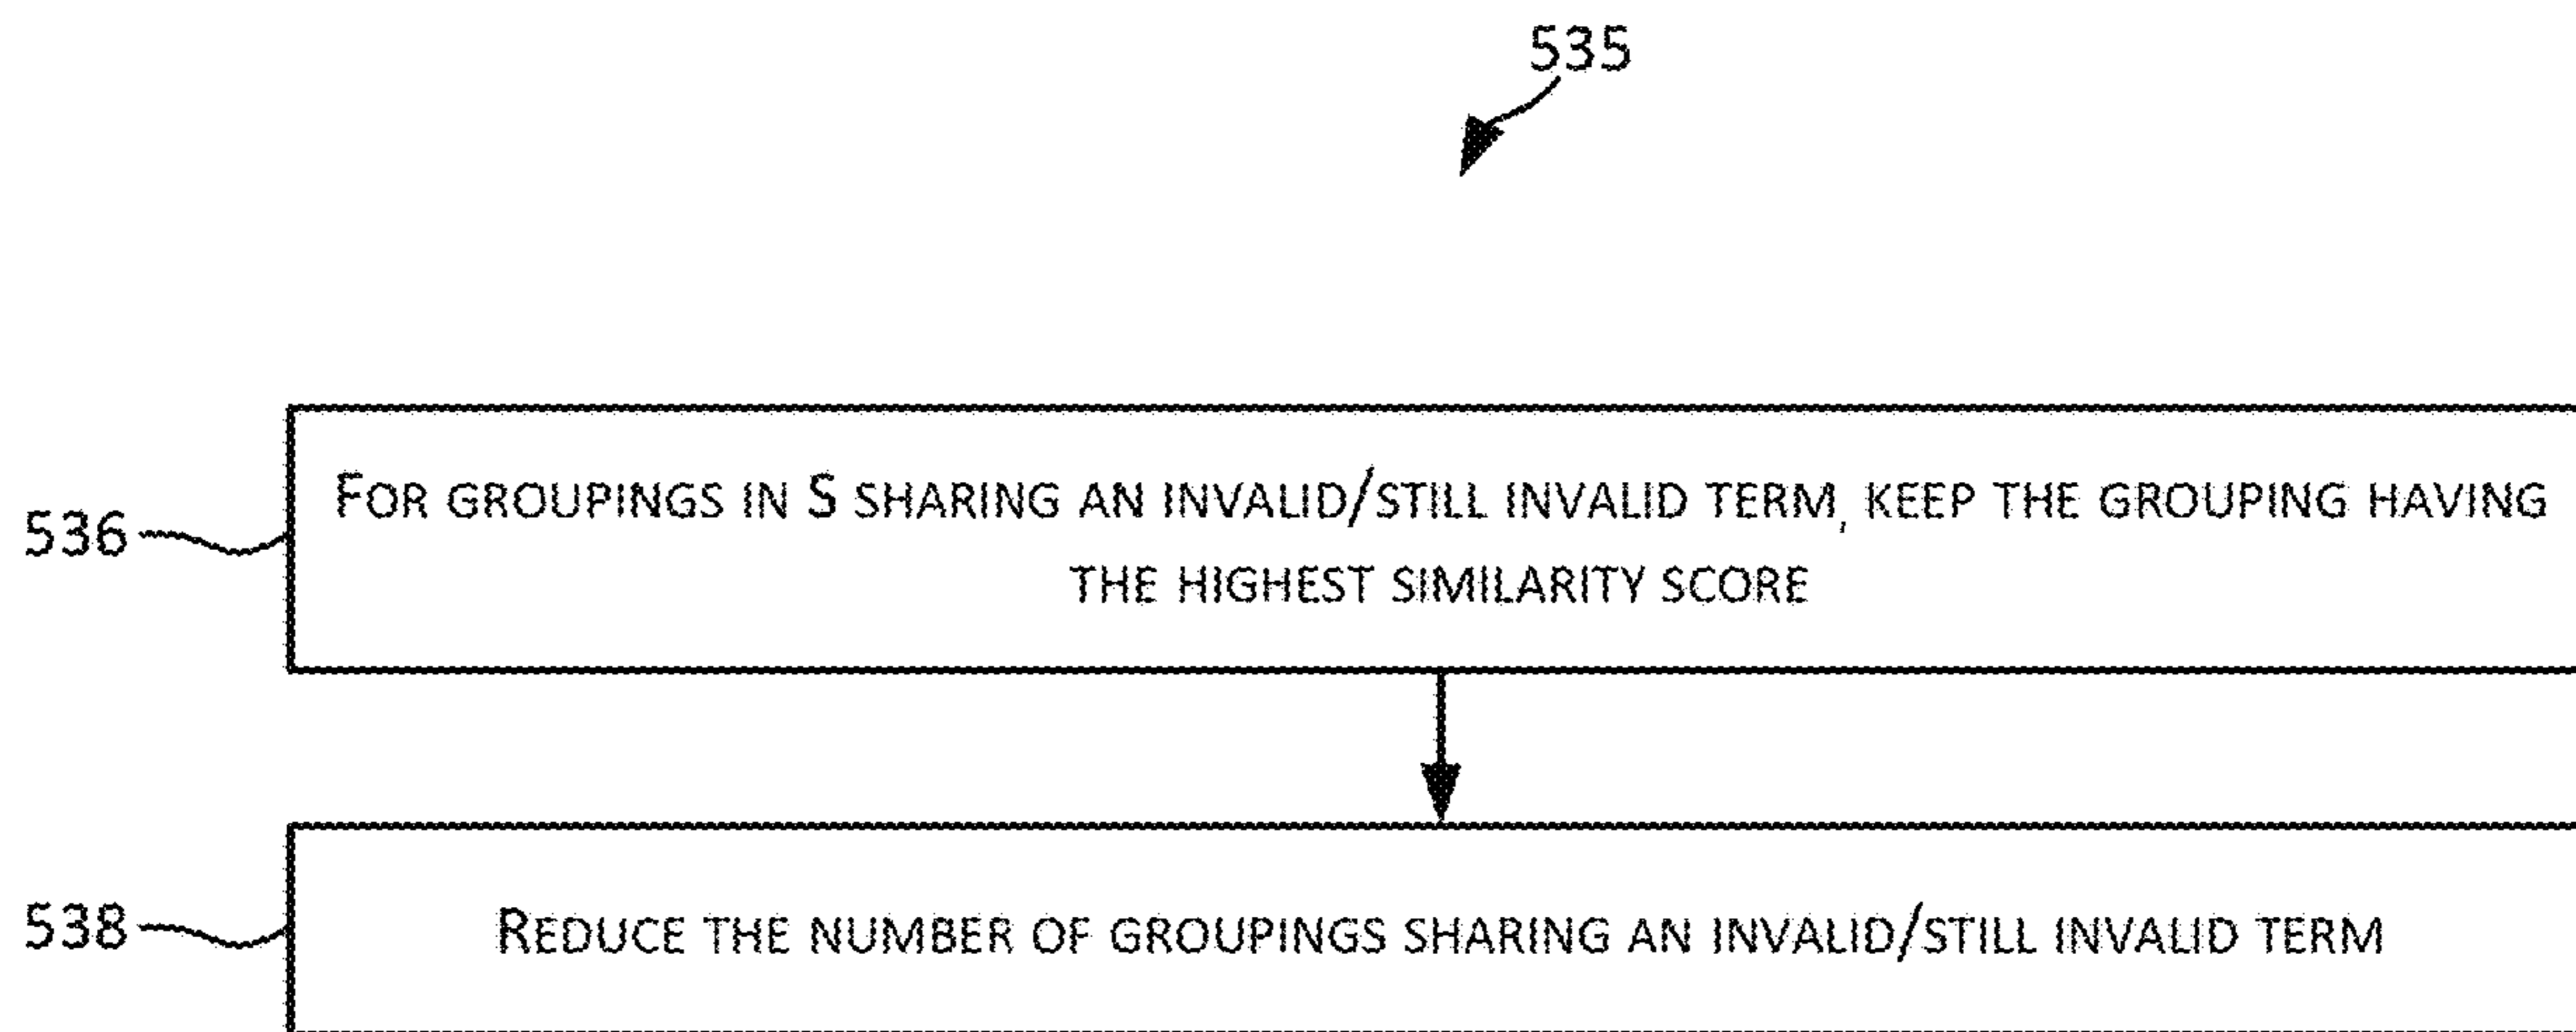 535
536
FOR GROUPINGS IN S SHARING AN INVALID/STILL INVALID TERM, KEEP THE GROUPING HAVING
THE HIGHEST SIMILARITY SCORE
538
REDUCE THE NUMBER OF GROUPINGS SHARING AN INVALID/STILL INVALID TERM